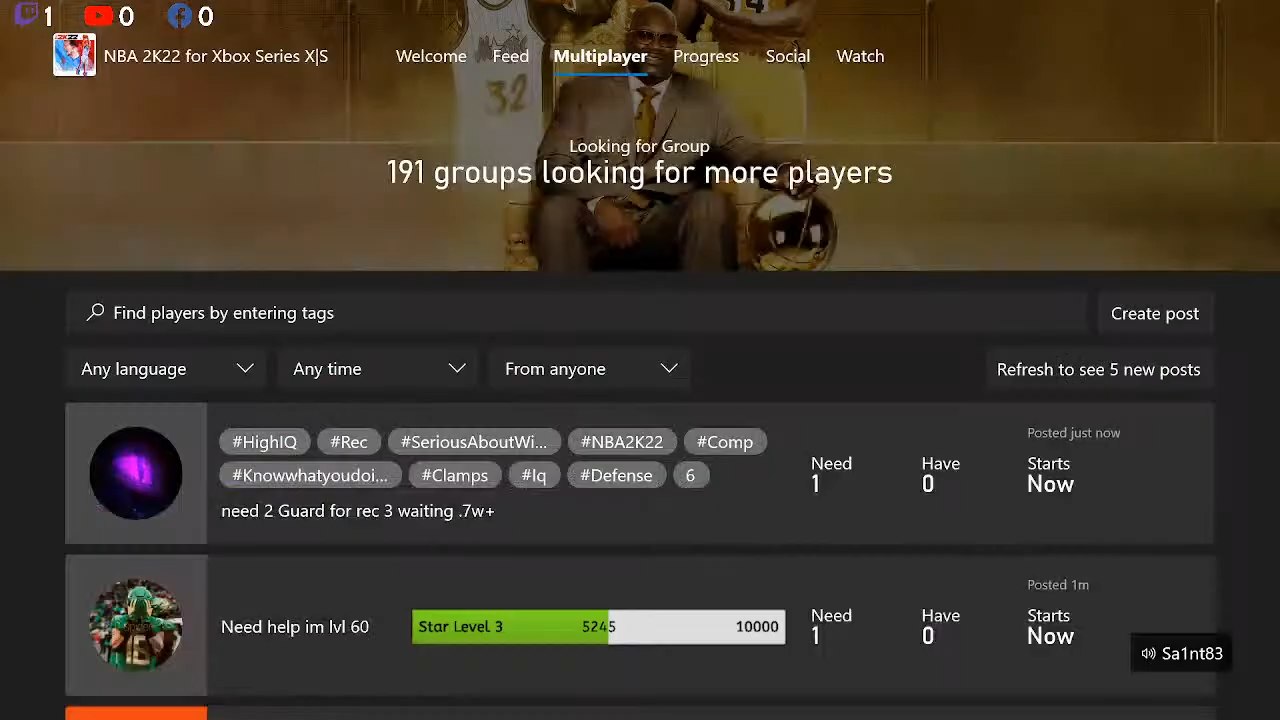 1 0 0
NBA 2K22 for Xbox Series X|S
Welcome Feed Multiplayer Progress Social Watch
32
Looking for Group
191 groups looking for more players
Find players by entering tags
Create post
Any language Any time From anyone
Refresh to see 5 new posts
#HighIQ #Rec #SeriousAboutWi... #NBA2K22 #Comp
#Knowwhatyoudoi... #Clamps #Iq #Defense 6
need 2 Guard for rec 3 waiting .7w+
Need
1
Have
0
Posted just now
Starts
Now
Need help im lvl 60
Star Level 3 5245 10000
Need
1
Have
0
Posted 1m
Starts
Now
Sa1nt83